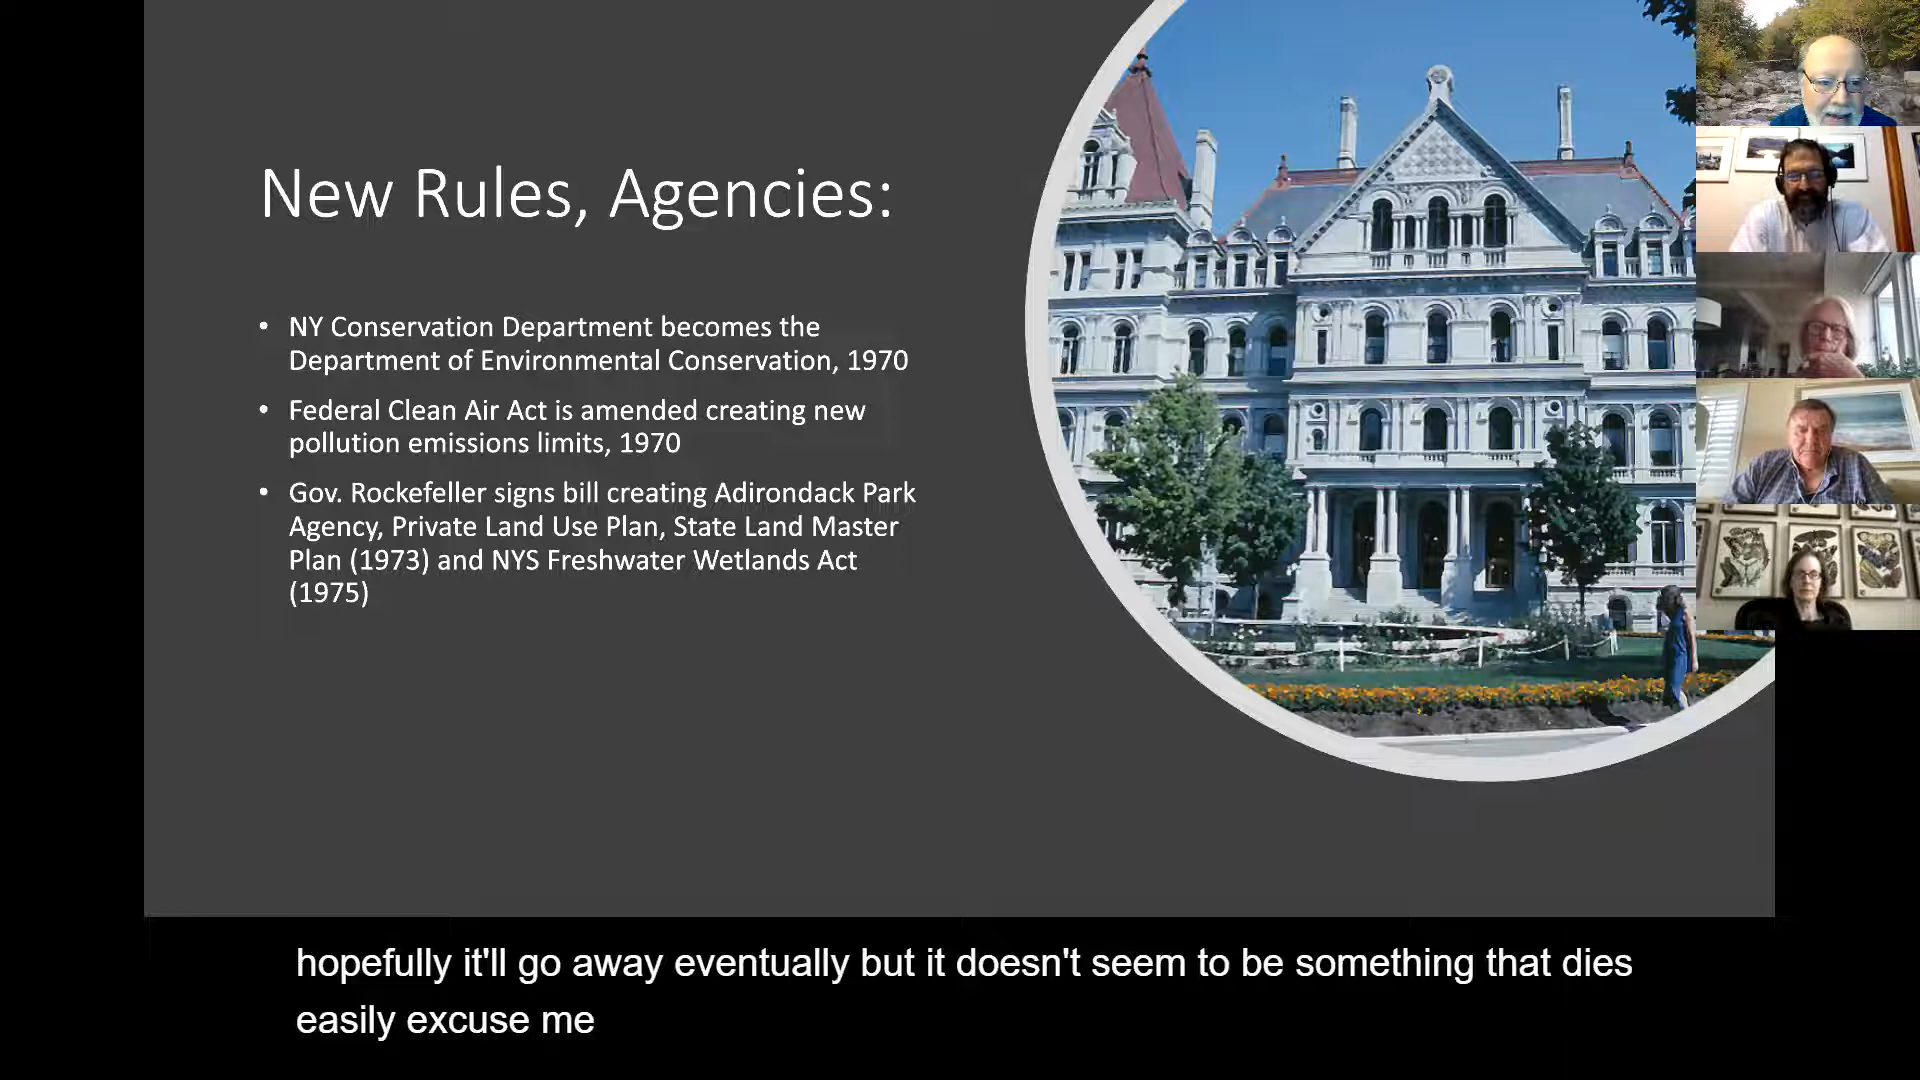 New Rules, Agencies:
• NY Conservation Department becomes the
Department of Environmental Conservation, 1970
• Federal Clean Air Act is amended creating new
pollution emissions limits, 1970
• Gov. Rockefeller signs bill creating Adirondack Park
Agency, Private Land Use Plan, State Land Master
Plan (1973) and NYS Freshwater Wetlands Act
(1975)
hopefully it'll go away eventually but it doesn't seem to be something that dies
easily excuse me